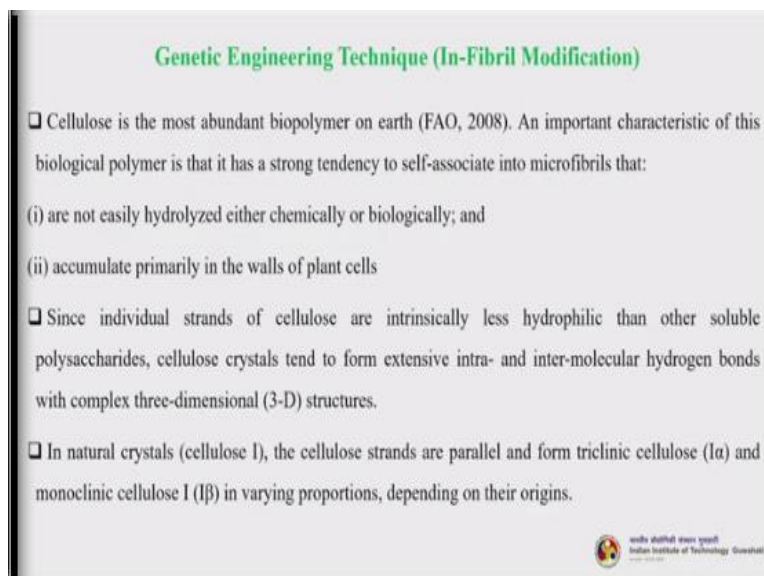 Genetic Engineering Technique (In-Fibril Modification)
❑ Cellulose is the most abundant biopolymer on earth (FAO, 2008). An important characteristic of this
biological polymer is that it has a strong tendency to self-associate into microfibrils that:
(i) are not easily hydrolyzed either chemically or biologically; and
(ii) accumulate primarily in the walls of plant cells
❑ Since individual strands of cellulose are intrinsically less hydrophilic than other soluble
polysaccharides, cellulose crystals tend to form extensive intra- and inter-molecular hydrogen bonds
with complex three-dimensional (3-D) structures.
❑ In natural crystals (cellulose I), the cellulose strands are parallel and form triclinic cellulose (Iα) and
monoclinic cellulose I (Iβ) in varying proportions, depending on their origins.
Indian Institute of Technology Guwahati